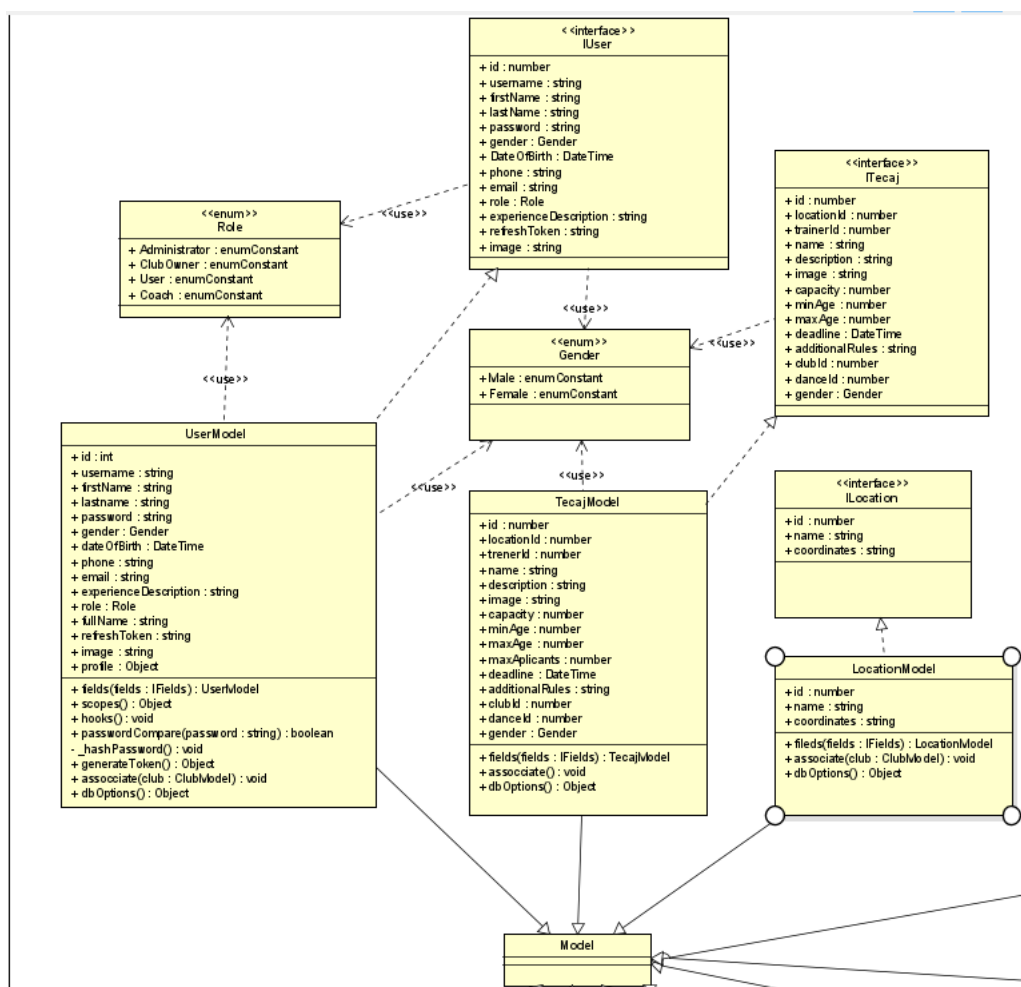 <<interface>>
IUser
+ id : number
+ username : string
+ firstName : string
+ lastName : string
+ password : string
+ gender : Gender
+ DateOfBirth : DateTime
+ phone : string
+ email : string
+ role : Role
+ experienceDescription : string
+ refreshToken : string
+ image : string
<<interface>>
ITecaj
+ id : number
+ locationId : number
+ trainerId : number
+ name : string
+ description : string
+ image : string
+ capacity : number
+ minAge : number
+ maxAge : number
+ deadline : DateTime
+ additionalRules : string
+ clubId : number
+ danceId : number
+ gender : Gender
<<enum>>
Role
+ Administrator : enumConstant
+ ClubOwner : enumConstant
+ User : enumConstant
+ Coach : enumConstant
<<use>>
<<use>>
<<use>>
<<use>>
<<enum>>
Gender
+ Male : enumConstant
+ Female : enumConstant
<<use>>
<<use>>
UserModel
+ id : int
+ username : string
+ firstName : string
+ lastname : string
+ password : string
+ gender : Gender
+ dateOfBirth : DateTime
+ phone : string
+ email : string
+ experienceDescription : string
+ role : Role
+ fullName : string
+ refreshToken : string
+ image : string
+ profile : Object
+ fields(fields : IFields) : UserModel
+ scopes() : Object
+ hooks() : void
+ passwordCompare(password : string) : boolean
- _hashPassword() : void
+ generateToken() : Object
+ assocciate(club : ClubModel) : void
+ dbOptions() : Object
TecajModel
+ id : number
+ locationId : number
+ trenerId : number
+ name : string
+ description : string
+ image : string
+ capacity : number
+ minAge : number
+ maxAge : number
+ maxAplicants : number
+ deadline : DateTime
+ additionalRules : string
+ clubId : number
+ danceId : number
+ gender : Gender
+ fields(fields : IFields) : TecajModel
+ assocciate() : void
+ dbOptions() : Object
<<interface>>
ILocation
+ id : number
+ name : string
+ coordinates : string
LocationModel
+ id : number
+ name : string
+ coordinates : string
+ fileds(fields : IFields) : LocationModel
+ associate(club : ClubModel) : void
+ dbOptions() : Object
Model